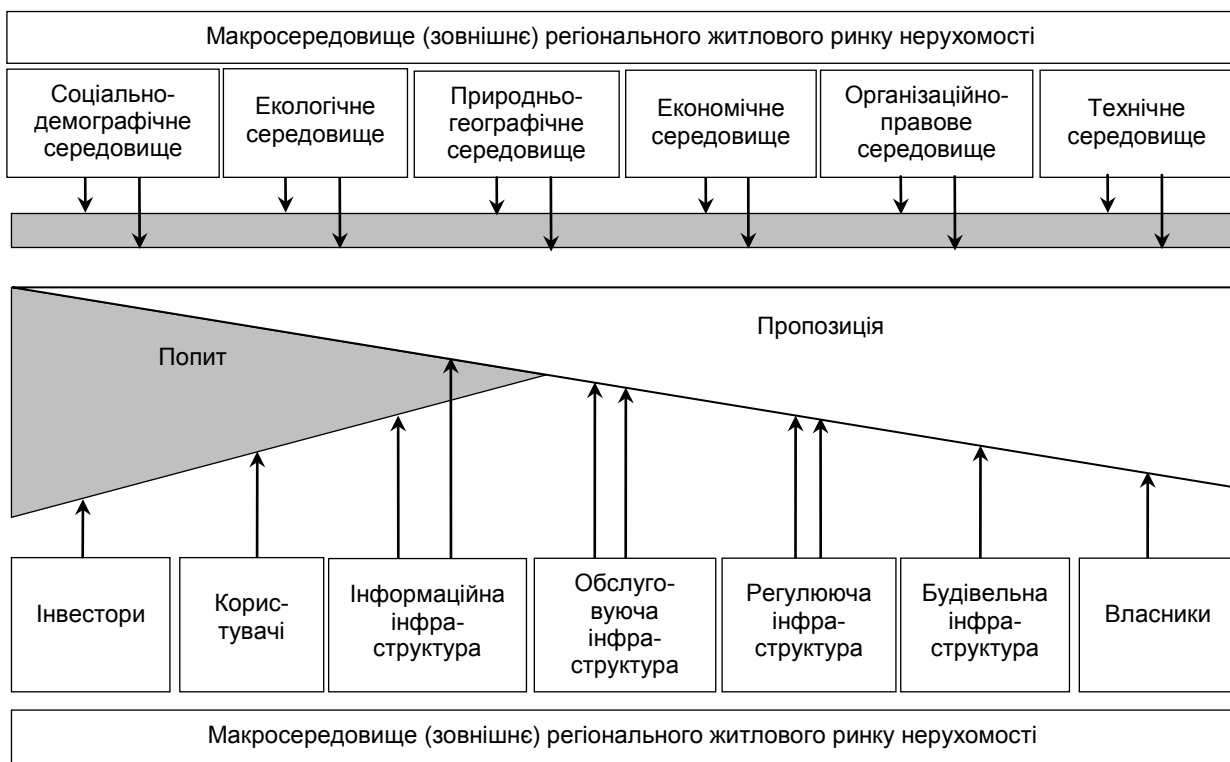 Макросередовище (зовнішнє) регіонального житлового ринку нерухомості
Соціально-
демографічне
середовище
Екологічне
середовище
Природньо-
географічне
середовище
Економічне
середовище
Організаційно-
правове
середовище
Технічне
середовище
Пропозиція
Попит
Інвестори
Корис-
тувачі
Інформаційна
інфра-
структура
Обслуго-
вуюча
інфра-
структура
Регулююча
інфра-
структура
Будівельна
інфра-
структура
Власники
Макросередовище (зовнішнє) регіонального житлового ринку нерухомості